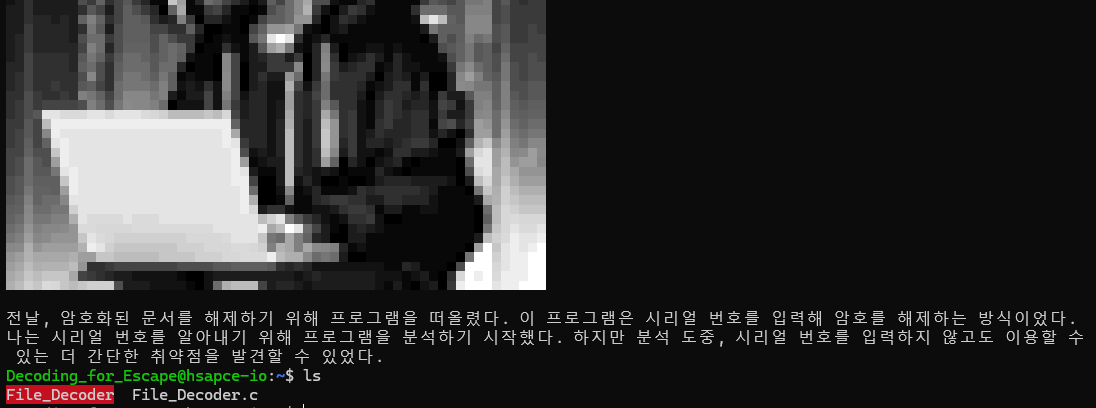 전날, 암호화된 문서를 해제하기 위해 프로그램을 떠올렸다. 이 프로그램은 시리얼 번호를 입력해 암호를 해제하는 방식이었다.
나는 시리얼 번호를 알아내기 위해 프로그램을 분석하기 시작했다. 하지만 분석 도중, 시리얼 번호를 입력하지 않고도 이용할 수
있는 더 간단한 취약점을 발견할 수 있었다.
Decoding_for_Escape@hsapce-io:~$ ls
File_Decoder File_Decoder.c